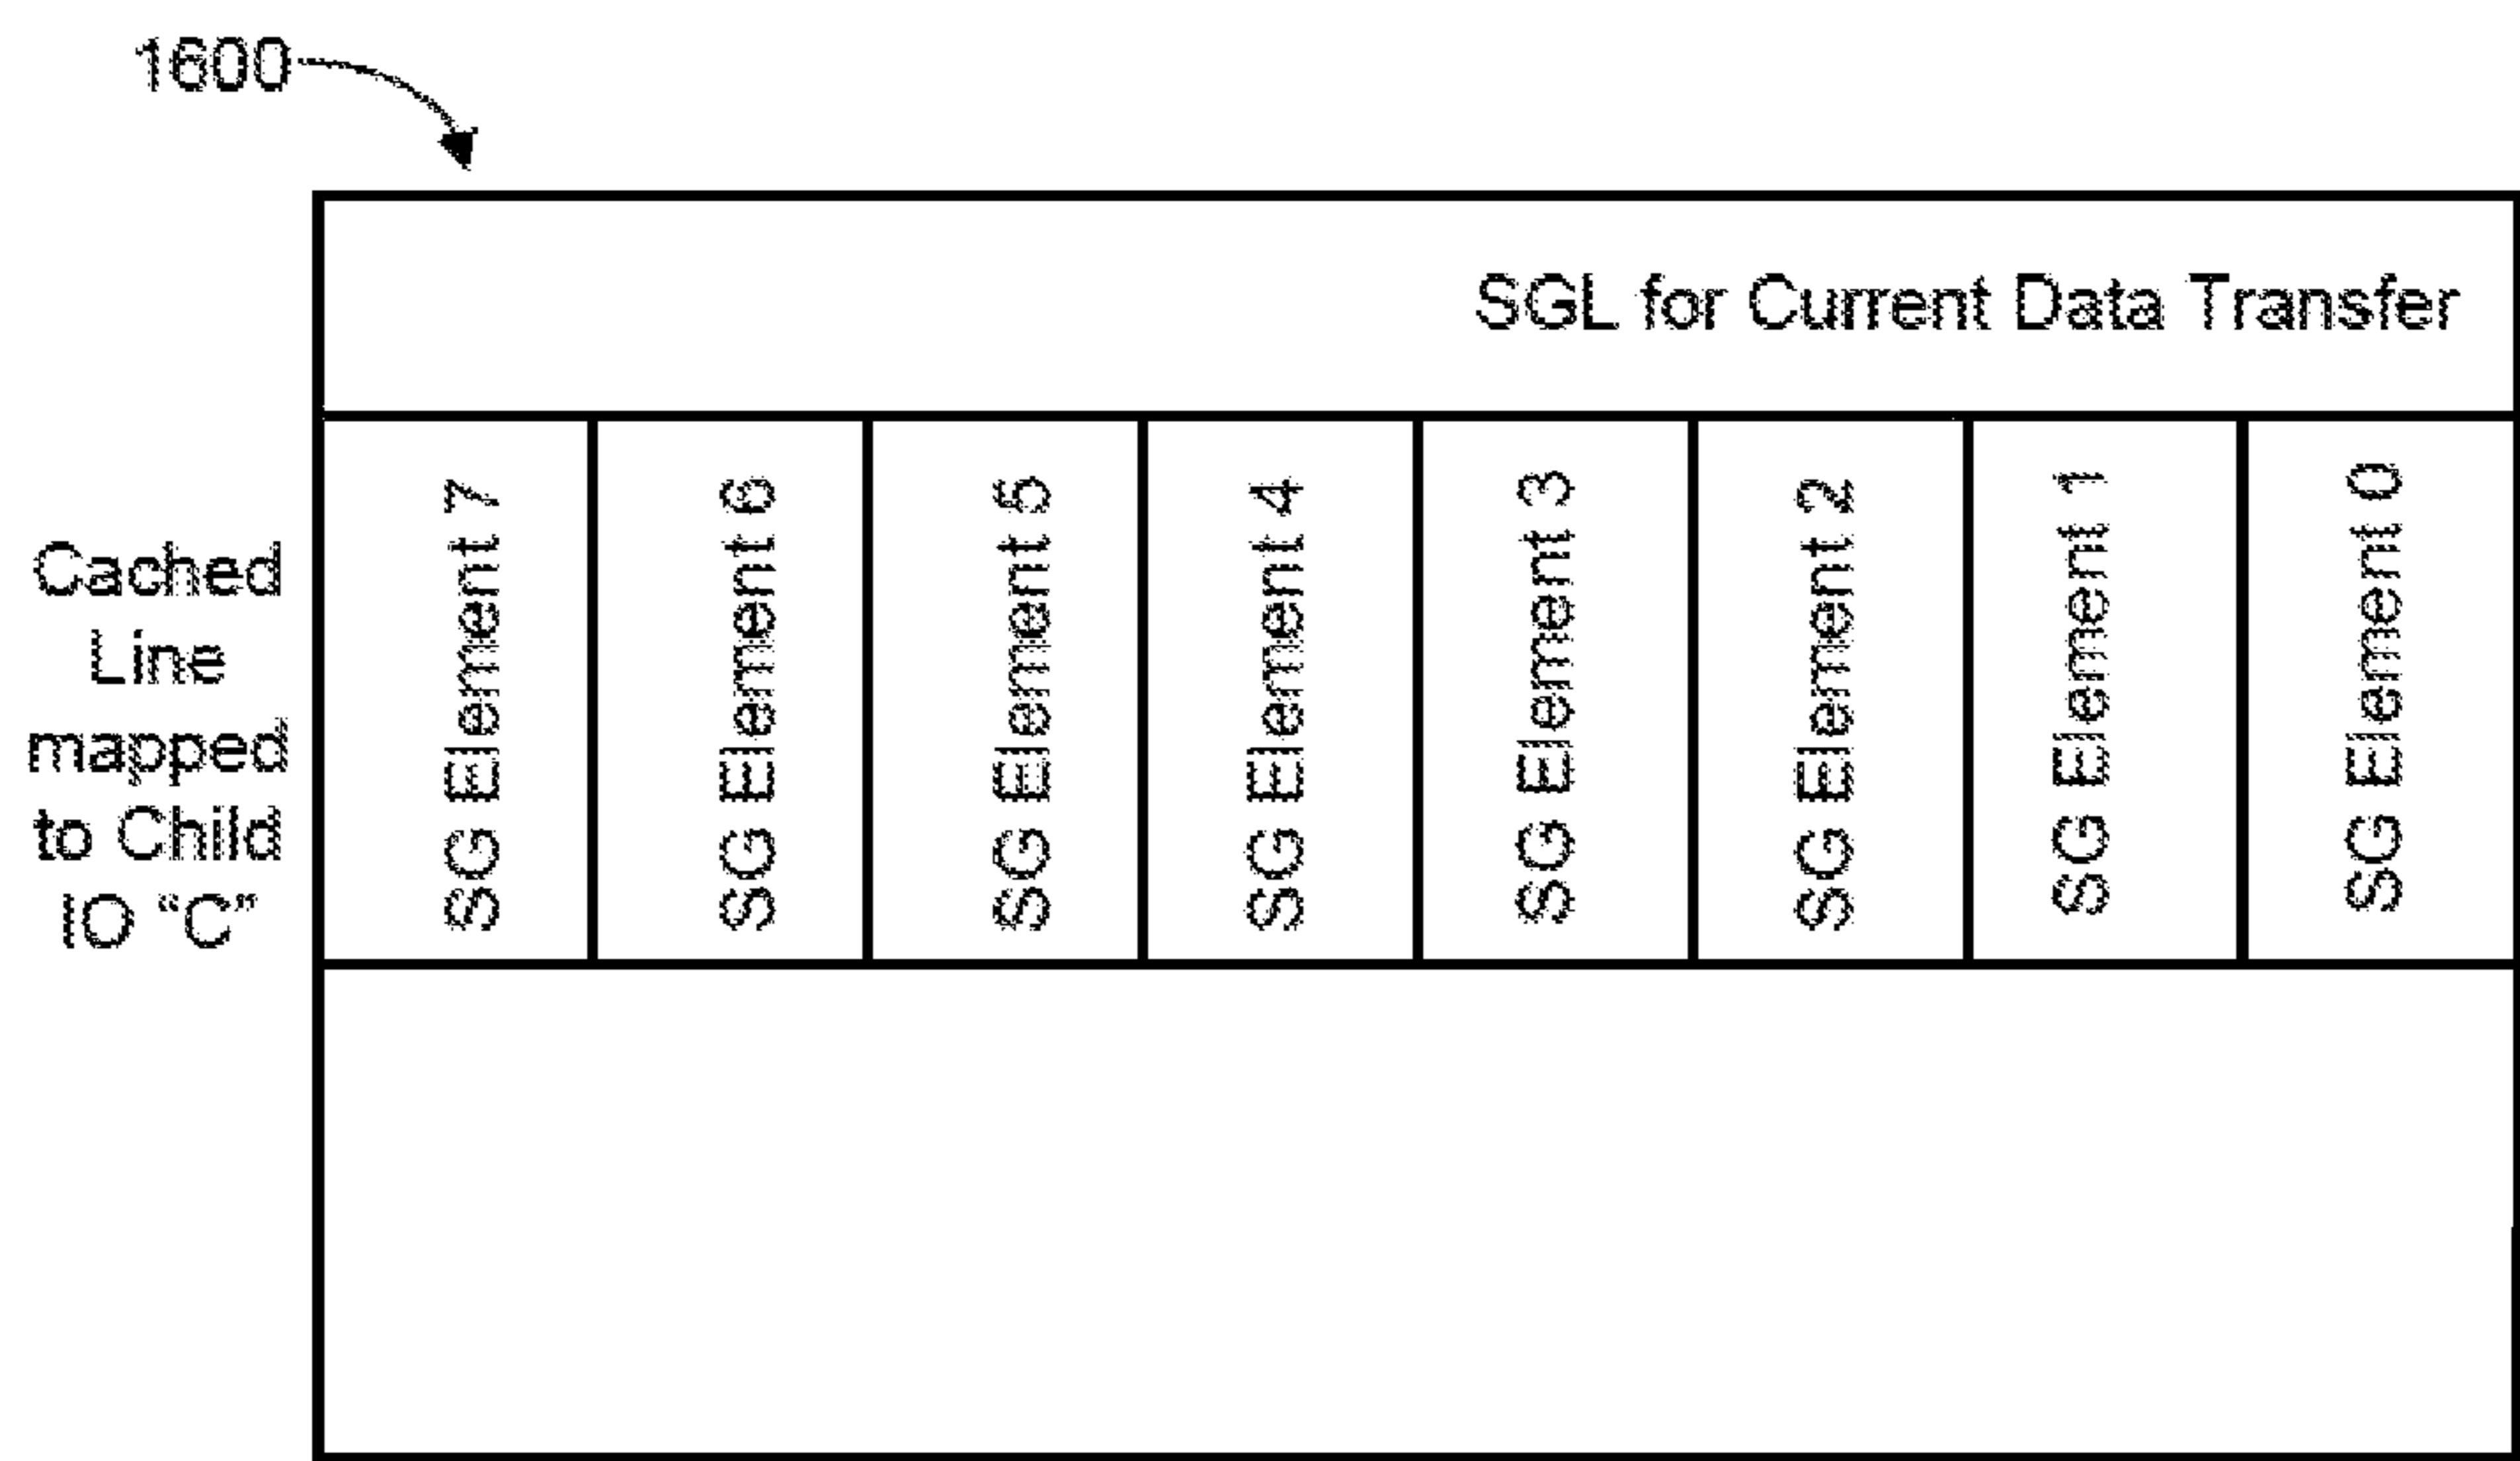 1600
SGL for Current Data Transfer
Cached
Line
mapped
to Child
IO “C”
SG Element 7
SG Element 6
SG Element 5
SG Element 4
SG Element 3
SG Element 2
SG Element 1
SG Element 0